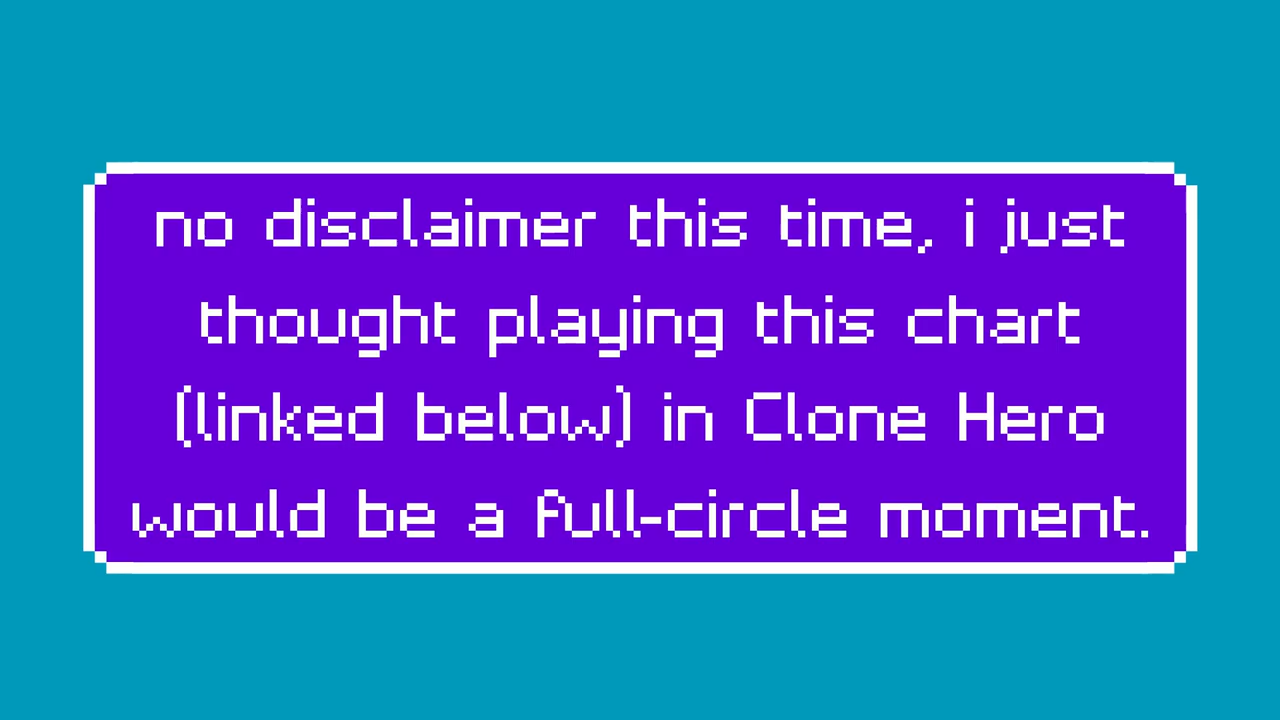 no disclaimer this time, i just
thought playing this chart
(linked below) in Clone Hero
would be a full-circle moment.